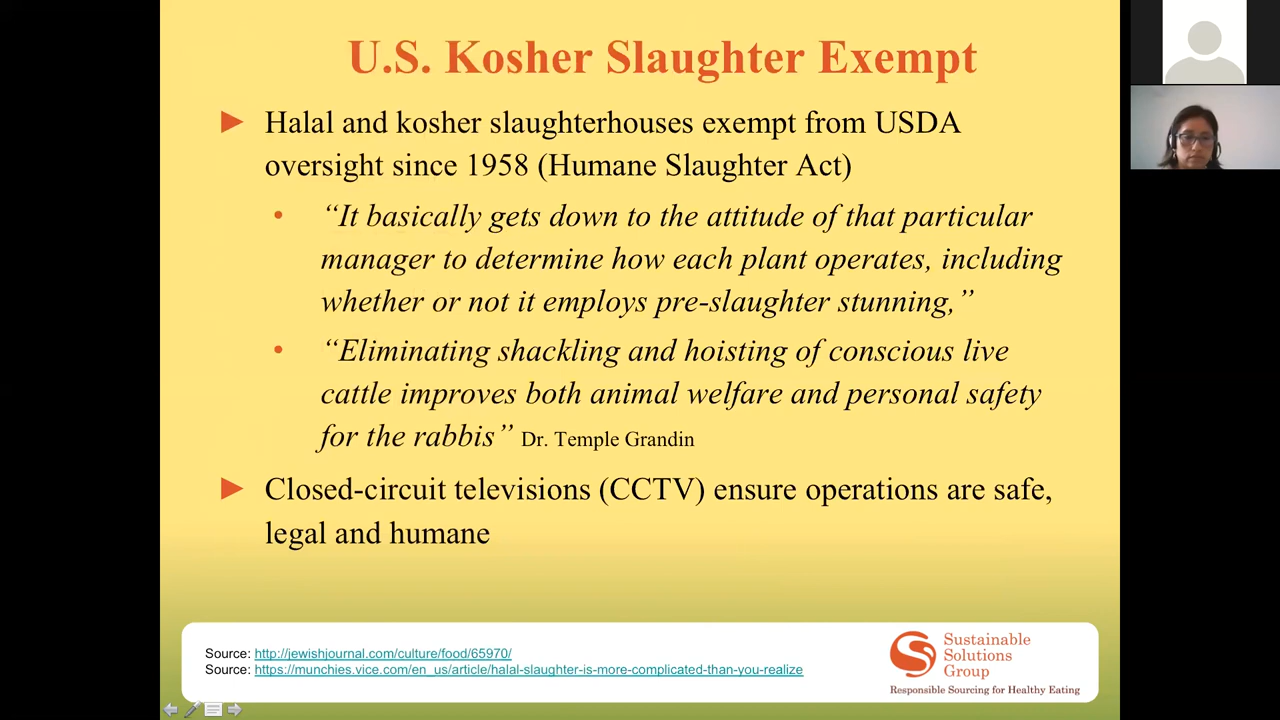 U.S. Kosher Slaughter Exempt
► Halal and kosher slaughterhouses exempt from USDA
oversight since 1958 (Humane Slaughter Act)
• “It basically gets down to the attitude of that particular
manager to determine how each plant operates, including
whether or not it employs pre-slaughter stunning,”
• “Eliminating shackling and hoisting of conscious live
cattle improves both animal welfare and personal safety
for the rabbis” Dr. Temple Grandin
► Closed-circuit televisions (CCTV) ensure operations are safe,
legal and humane
Source: http://jewishjournal.com/culture/food/65970/
Source: https://munchies.vice.com/en_us/article/halal-slaughter-is-more-complicated-than-you-realize
Sustainable
Solutions
Group
Responsible Sourcing for Healthy Eating